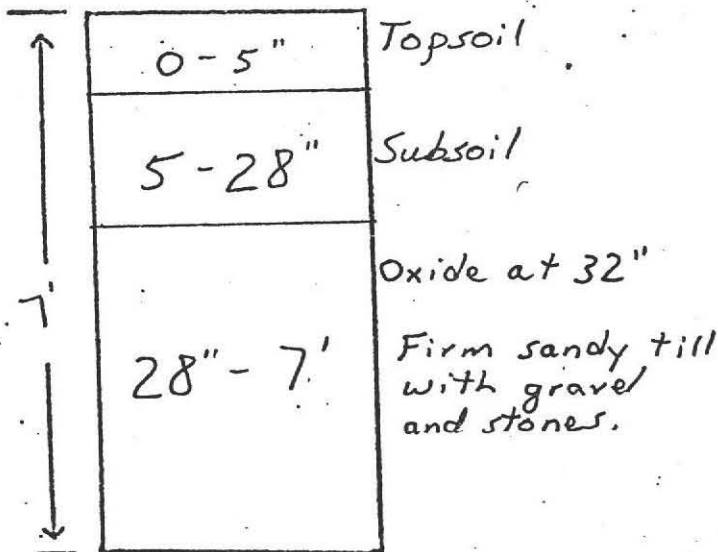 0-5" Topsoil
5-28" Subsoil
Oxide at 32"
7'
28"-7' Firm sandy till
with gravel
and stones.